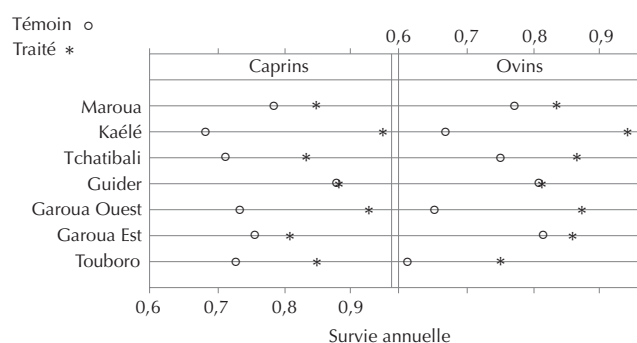 Témoin
Traité *
0,6 0,7 0,8 0,9
Caprins Ovins
Maroua
Kaélé
Tchatibali
Guider
Garoua Ouest
Garoua Est
Touboro
0,6 0,7 0,8 0,9
Survie annuelle